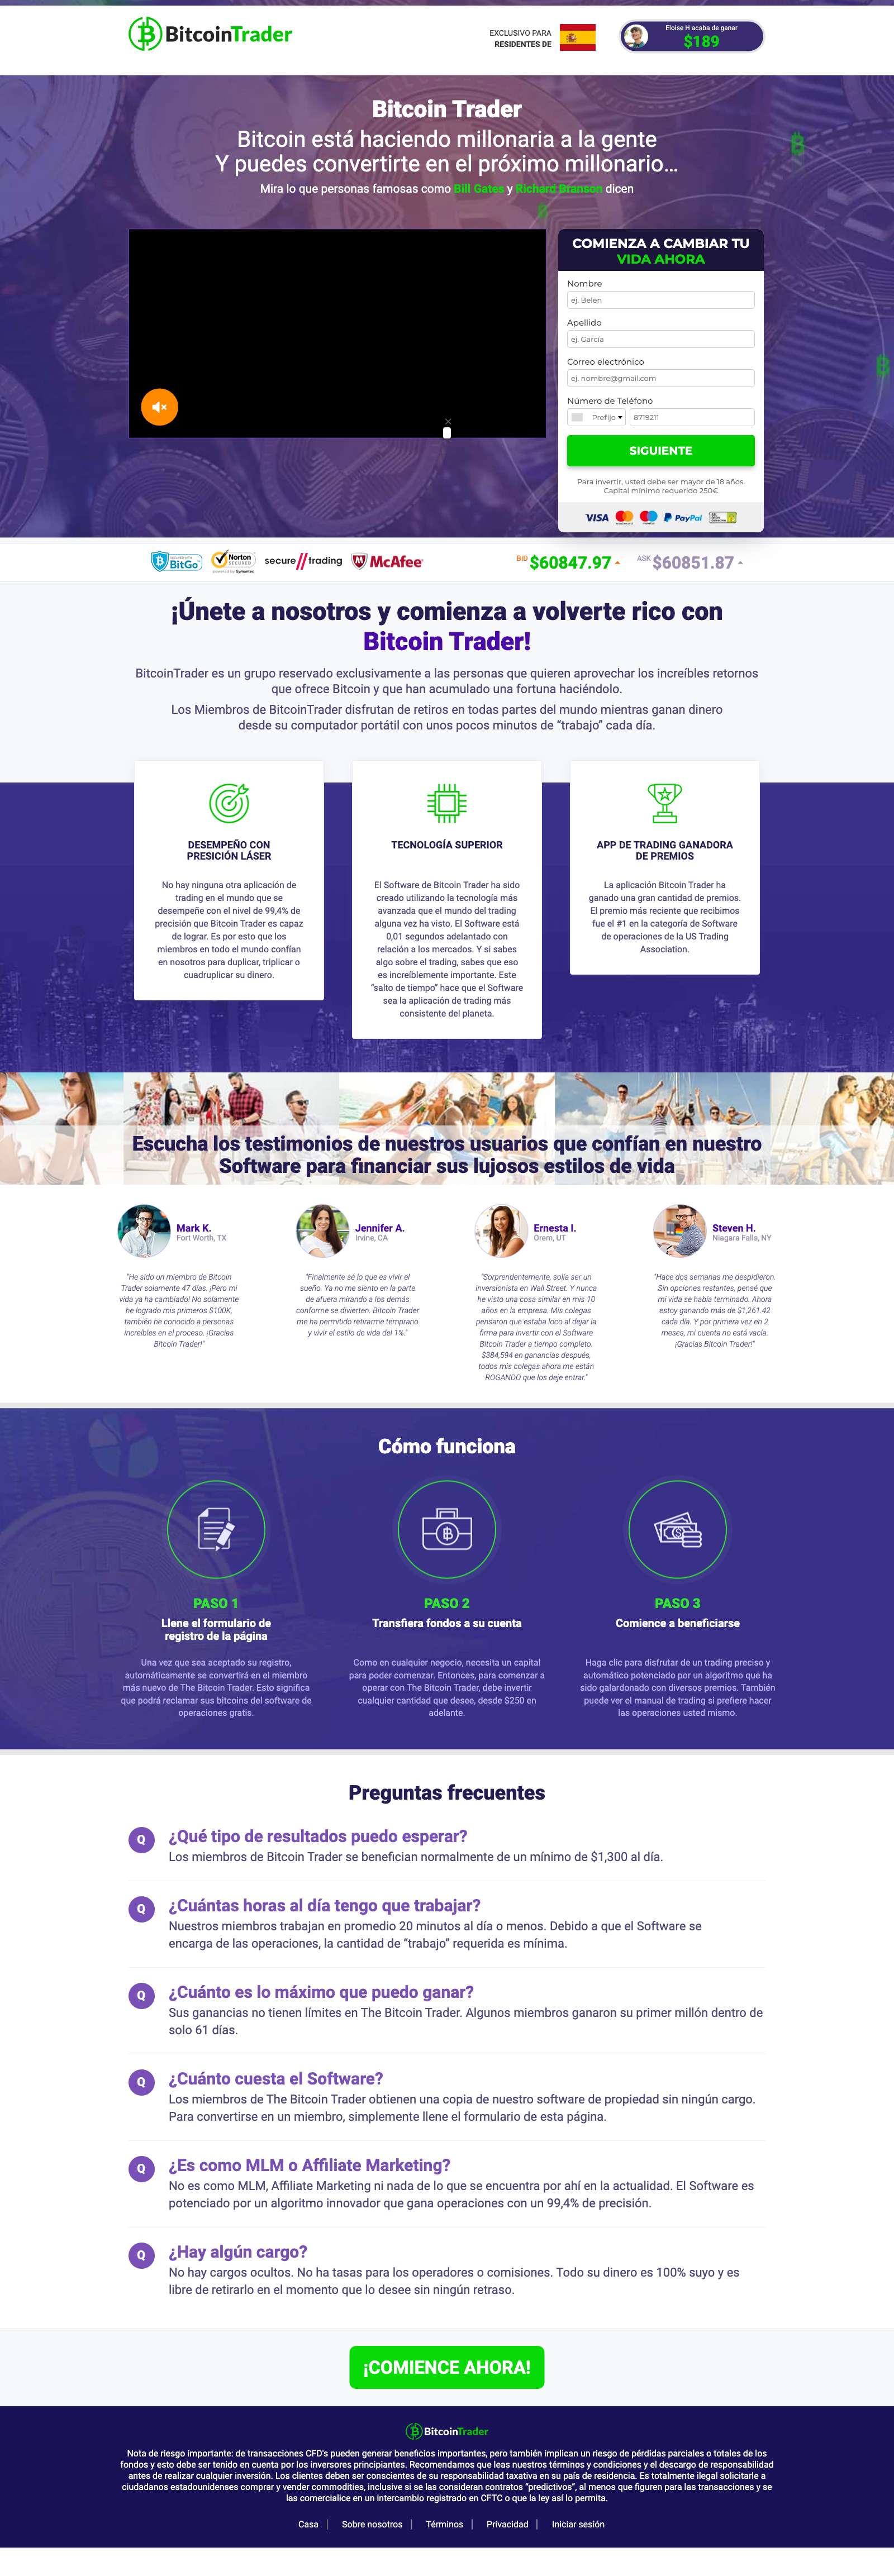 BitcoinTrader
EXCLUSIVO PARA
RESIDENTES DE
Eloise H acaba de ganar
$189
Bitcoin Trader
Bitcoin está haciendo millonaria a la gente
Y puedes convertirte en el próximo millonario...
Mira lo que personas famosas como Bill Gates y Richard Branson dicen
COMIENZA A CAMBIAR TU
VIDA AHORA
Nombre
ej. Belen
Apellido
ej. García
Correo electrónico
ej. nombre@gmail.com
Número de Teléfono
Prefijo
8719211
SIGUIENTE
Para invertir, usted debe ser mayor de 18 años.
Capital mínimo requerido 250€
VISA
PayPal
BitGo
Norton
SECURED
powered by Symantec
secure//trading
McAfee
BID $60847.97
ASK $60851.87
¡Únete a nosotros y comienza a volverte rico con
Bitcoin Trader!
BitcoinTrader es un grupo reservado exclusivamente a las personas que quieren aprovechar los increíbles retornos
que ofrece Bitcoin y que han acumulado una fortuna haciéndolo.
Los Miembros de BitcoinTrader disfrutan de retiros en todas partes del mundo mientras ganan dinero
desde su computador portátil con unos pocos minutos de “trabajo” cada día.
DESEMPEÑO CON
PRESICIÓN LÁSER
No hay ninguna otra aplicación de
trading en el mundo que se
desempeñe con el nivel de 99,4% de
precisión que Bitcoin Trader es capaz
de lograr. Es por esto que los
miembros en todo el mundo confían
en nosotros para duplicar, triplicar o
cuadruplicar su dinero.
TECNOLOGÍA SUPERIOR
El Software de Bitcoin Trader ha sido
creado utilizando la tecnología más
avanzada que el mundo del trading
alguna vez ha visto. El Software está
0,01 segundos adelantado con
relación a los mercados. Y si sabes
algo sobre el trading, sabes que eso
es increíblemente importante. Este
“salto de tiempo” hace que el Software
sea la aplicación de trading más
consistente del planeta.
APP DE TRADING GANADORA
DE PREMIOS
La aplicación Bitcoin Trader ha
ganado una gran cantidad de premios.
El premio más reciente que recibimos
fue el #1 en la categoría de Software
de operaciones de la US Trading
Association.
Escucha los testimonios de nuestros usuarios que confían en nuestro
Software para financiar sus lujosos estilos de vida
Mark K.
Fort Worth, TX
"He sido un miembro de Bitcoin
Trader solamente 47 días. ¡Pero mi
vida ya ha cambiado! No solamente
he logrado mis primeros $100K,
también he conocido a personas
increíbles en el proceso. ¡Gracias
Bitcoin Trader!"
Jennifer A.
Irvine, CA
"Finalmente sé lo que es vivir el
sueño. Ya no me siento en la parte
de afuera mirando a los demás
conforme se divierten. Bitcoin Trader
me ha permitido retirarme temprano
y vivir el estilo de vida del 1%."
Ernesta I.
Orem, UT
"Sorprendentemente, solía ser un
inversionista en Wall Street. Y nunca
he visto una cosa similar en mis 10
años en la empresa. Mis colegas
pensaron que estaba loco al dejar la
firma para invertir con el Software
Bitcoin Trader a tiempo completo.
$384,594 en ganancias después,
todos mis colegas ahora me están
ROGANDO que los deje entrar."
Steven H.
Niagara Falls, NY
"Hace dos semanas me despidieron.
Sin opciones restantes, pensé que
mi vida se había terminado. Ahora
estoy ganando más de $1,261.42
cada día. Y por primera vez en 2
meses, mi cuenta no está vacía.
¡Gracias Bitcoin Trader!"
Cómo funciona
PASO 1
Llene el formulario de
registro de la página
Una vez que sea aceptado su registro,
automáticamente se convertirá en el miembro
más nuevo de The Bitcoin Trader. Esto significa
que podrá reclamar sus bitcoins del software de
operaciones gratis.
PASO 2
Transfiera fondos a su cuenta
Como en cualquier negocio, necesita un capital
para poder comenzar. Entonces, para comenzar a
operar con The Bitcoin Trader, debe invertir
cualquier cantidad que desee, desde $250 en
adelante.
PASO 3
Comience a beneficiarse
Haga clic para disfrutar de un trading preciso y
automático potenciado por un algoritmo que ha
sido galardonado con diversos premios. También
puede ver el manual de trading si prefiere hacer
las operaciones usted mismo.
Preguntas frecuentes
Q ¿Qué tipo de resultados puedo esperar?
Los miembros de Bitcoin Trader se benefician normalmente de un mínimo de $1,300 al día.
Q ¿Cuántas horas al día tengo que trabajar?
Nuestros miembros trabajan en promedio 20 minutos al día o menos. Debido a que el Software se
encarga de las operaciones, la cantidad de “trabajo” requerida es mínima.
Q ¿Cuánto es lo máximo que puedo ganar?
Sus ganancias no tienen límites en The Bitcoin Trader. Algunos miembros ganaron su primer millón dentro de
solo 61 días.
Q ¿Cuánto cuesta el Software?
Los miembros de The Bitcoin Trader obtienen una copia de nuestro software de propiedad sin ningún cargo.
Para convertirse en un miembro, simplemente llene el formulario de esta página.
Q ¿Es como MLM o Affiliate Marketing?
No es como MLM, Affiliate Marketing ni nada de lo que se encuentra por ahí en la actualidad. El Software es
potenciado por un algoritmo innovador que gana operaciones con un 99,4% de precisión.
Q ¿Hay algún cargo?
No hay cargos ocultos. No ha tasas para los operadores o comisiones. Todo su dinero es 100% suyo y es
libre de retirarlo en el momento que lo desee sin ningún retraso.
¡COMIENCE AHORA!
BitcoinTrader
Nota de riesgo importante: de transacciones CFD's pueden generar beneficios importantes, pero también implican un riesgo de pérdidas parciales o totales de los
fondos y esto debe ser tenido en cuenta por los inversores principiantes. Recomendamos que leas nuestros términos y condiciones y el descargo de responsabilidad
antes de realizar cualquier inversión. Los clientes deben ser conscientes de su responsabilidad taxativa en su país de residencia. Es totalmente ilegal solicitarle a
ciudadanos estadounidenses comprar y vender commodities, inclusive si se las consideran contratos “predictivos”, al menos que figuren para las transacciones y se
las comercialice en un intercambio registrado en CFTC o que la ley así lo permita.
Casa | Sobre nosotros | Términos | Privacidad | Iniciar sesión